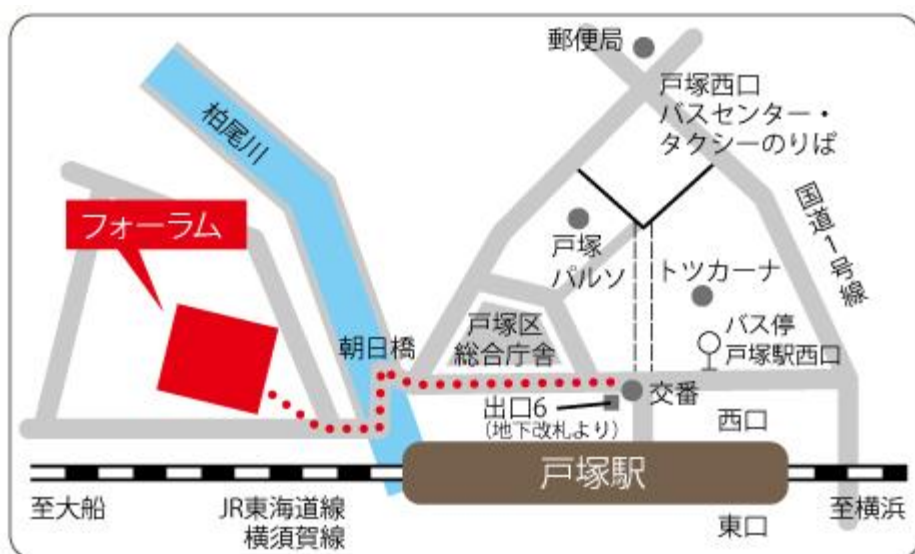 郵便局
戸塚西口
バスセンター・
タクシーのりば
柏尾川
国道1号線
フォーラム
戸塚
パルソ
トツカーナ
戸塚区
総合庁舎
バス停
戸塚駅西口
朝日橋
交番
出口6
(地下改札より)
西口
戸塚駅
至大船
JR東海道線
横須賀線
至横浜
東口